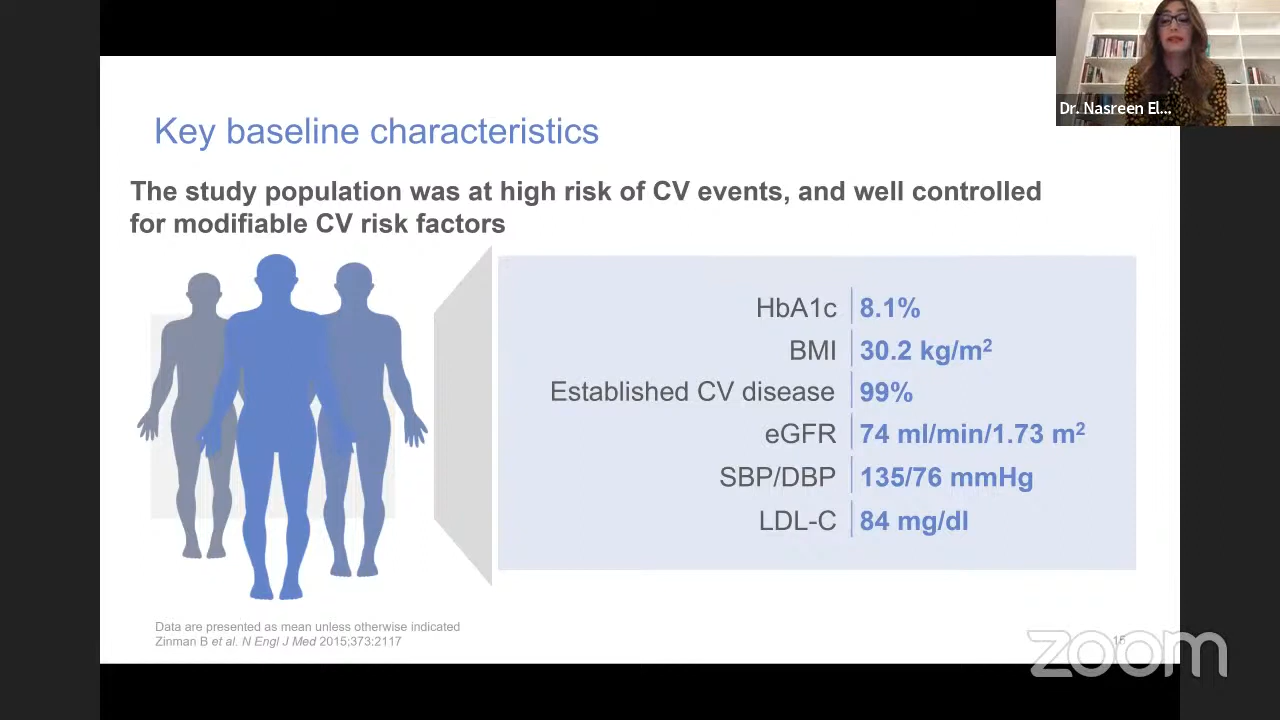 Dr. Nasreen El...
Key baseline characteristics
The study population was at high risk of CV events, and well controlled
for modifiable CV risk factors
HbA1c 8.1%
BMI 30.2 kg/m²
Established CV disease 99%
eGFR 74 ml/min/1.73 m²
SBP/DBP 135/76 mmHg
LDL-C 84 mg/dl
Data are presented as mean unless otherwise indicated
Zinman B et al. N Engl J Med 2015;373:2117
zoom